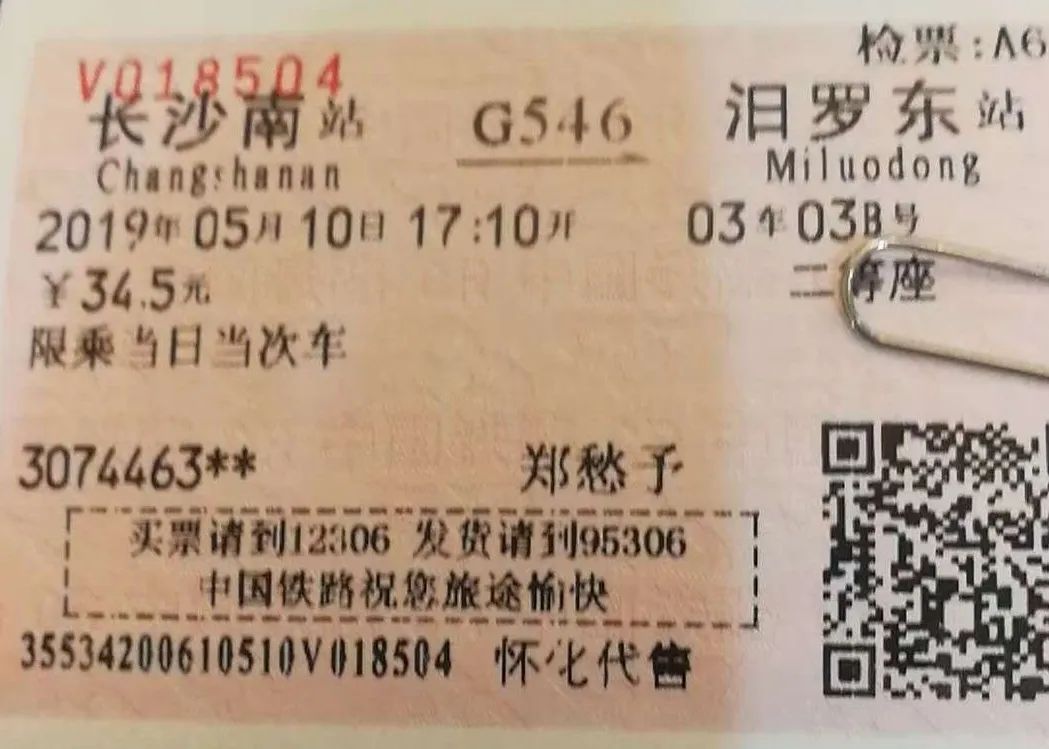 检票:A6
V018504
长沙南站 G546 汨罗东站
Changshanan Miluodong
2019年05月10日 17:10开 03车03B号
¥34.5元 二等座
限乘当日当次车
3074463** 郑愁予
买票请到12306 发货请到95306
中国铁路祝您旅途愉快
35534200610510V018504 怀化代售